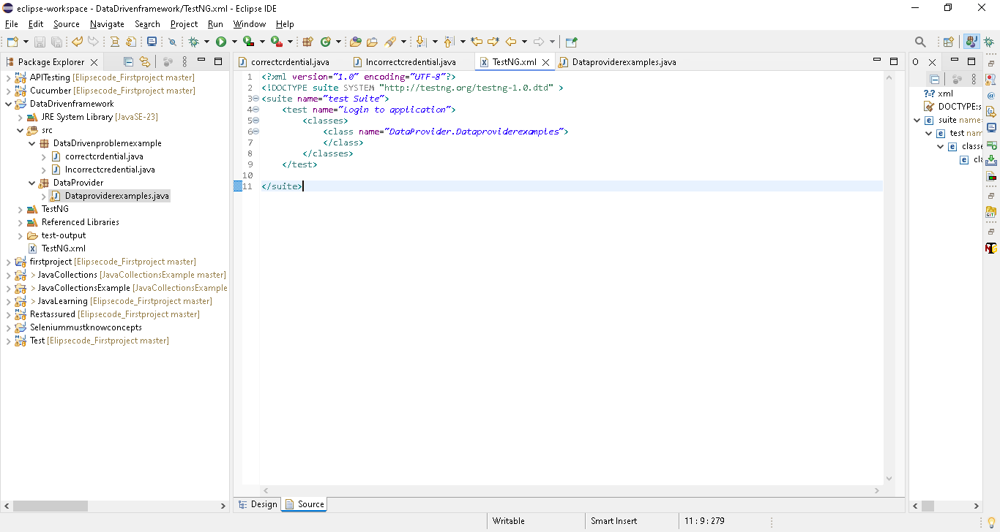 eclipse-workspace - DataDrivenframework/TestNG.xml - Eclipse IDE
File Edit Source Navigate Search Project Run Window Help
Package Explorer
APITesting [Elipsecode_Firstproject master]
Cucumber [Elipsecode_Firstproject master]
DataDrivenframework
JRE System Library [JavaSE-23]
src
DataDrivenproblemexample
correctcrdential.java
Incorrectcredential.java
DataProvider
Dataproviderexamples.java
TestNG
Referenced Libraries
test-output
TestNG.xml
firstproject [Elipsecode_Firstproject master]
> JavaCollections [JavaCollectionsExample master]
> JavaCollectionsExample [JavaCollectionsExample
> JavaLearning [Elipsecode_Firstproject master]
Restassured [Elipsecode_Firstproject master]
Seleniummustknowconcepts
Test [Elipsecode_Firstproject master]
correctcrdential.java Incorrectcredential.java TestNG.xml Dataproviderexamples.java
1 <?xml version="1.0" encoding="UTF-8"?>
2 <!DOCTYPE suite SYSTEM "http://testng.org/testng-1.0.dtd" >
3 <suite name="test Suite">
4 <test name="Login to application">
5 <classes>
6 <class name="DataProvider.Dataproviderexamples">
7 </class>
8 </classes>
9 </test>
10
11 </suite>
Design Source
O
xml
DOCTYPE:s
suite name=
test nam
classe
cla
GIT
Writable Smart Insert 11 : 9 : 279